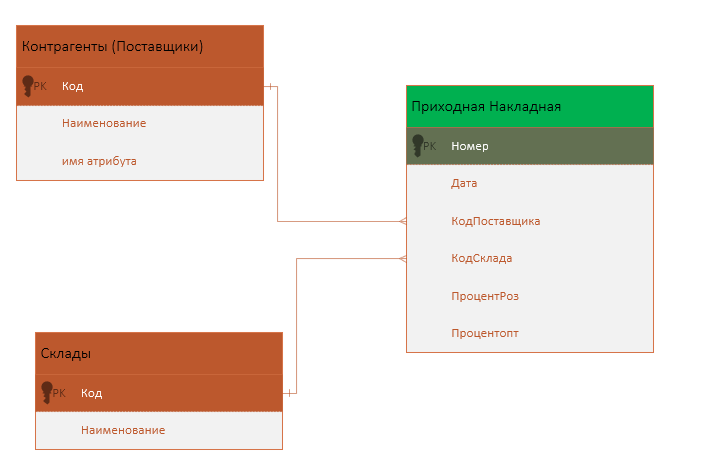 Контрагенты (Поставщики)
PK Код
Наименование
имя атрибута
Приходная Накладная
PK Номер
Дата
КодПоставщика
КодСклада
ПроцентРоз
Процентопт
Склады
PK Код
Наименование